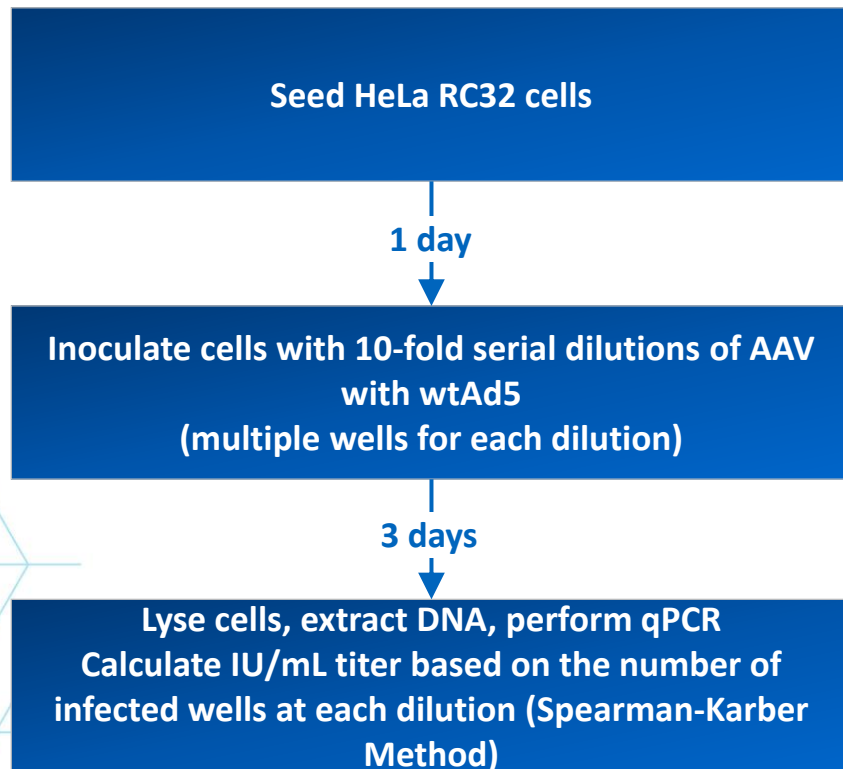 Seed HeLa RC32 cells
1 day
Inoculate cells with 10-fold serial dilutions of AAV
with wtAd5
(multiple wells for each dilution)
3 days
Lyse cells, extract DNA, perform qPCR
Calculate IU/mL titer based on the number of
infected wells at each dilution (Spearman-Karber
Method)